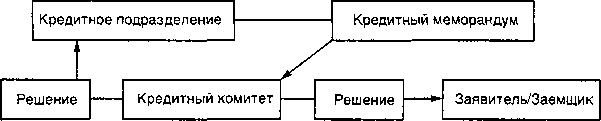 Кредитное подразделение
Кредитный меморандум
Решение
Кредитный комитет
Решение
Заявитель/Заемщик